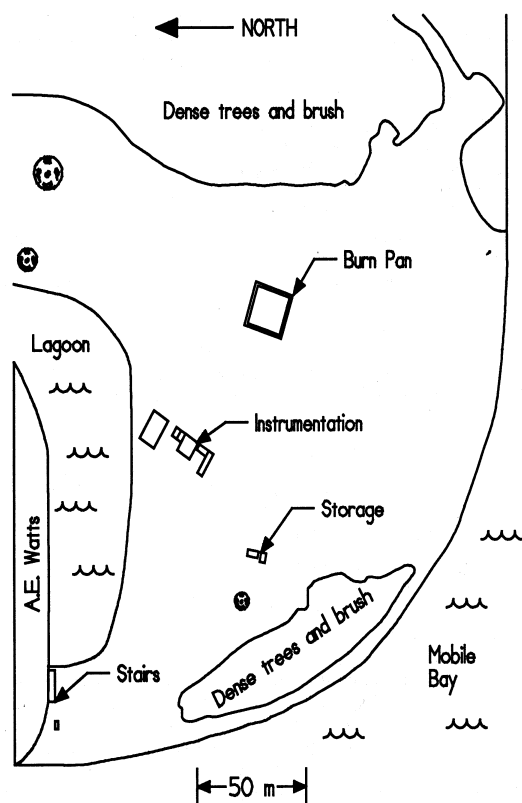 NORTH
Dense trees and brush
Burn Pan
Lagoon
Instrumentation
Storage
A.E. Watts
Dense trees and brush
Stairs
Mobile
Bay
50 m